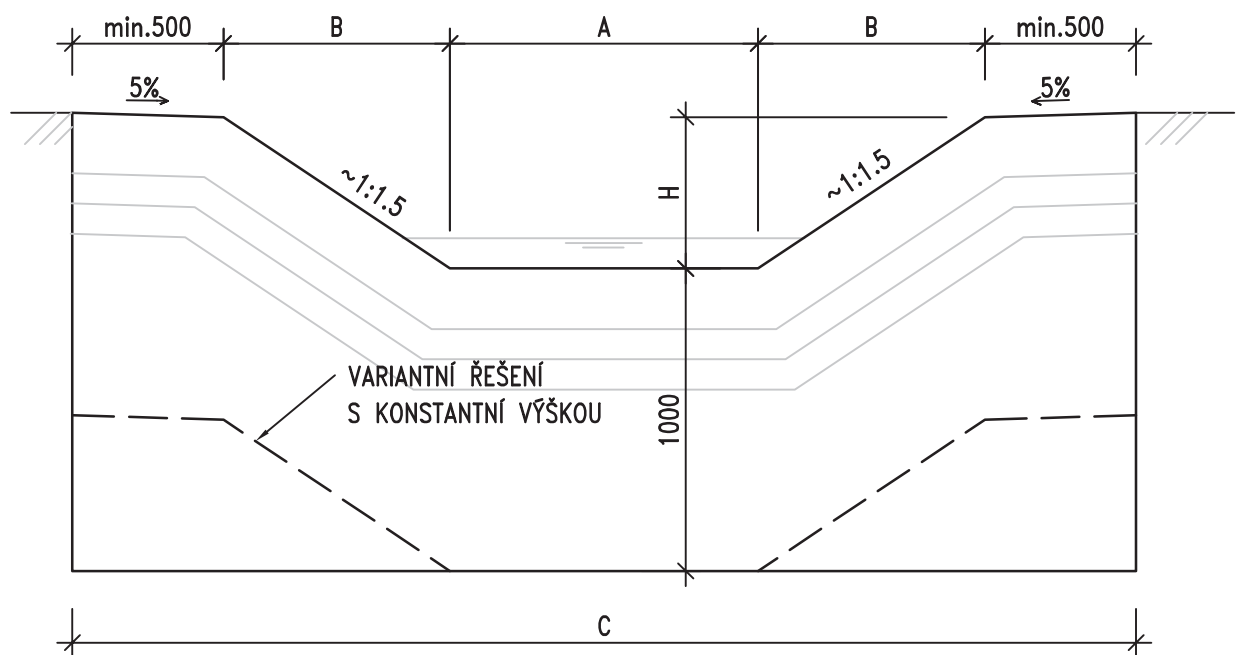 min.500
B
A
B
min.500
5%
5%
~1:1.5
H
~1:1.5
VARIANTNÍ ŘEŠENÍ
S KONSTANTNÍ VÝŠKOU
1000
C